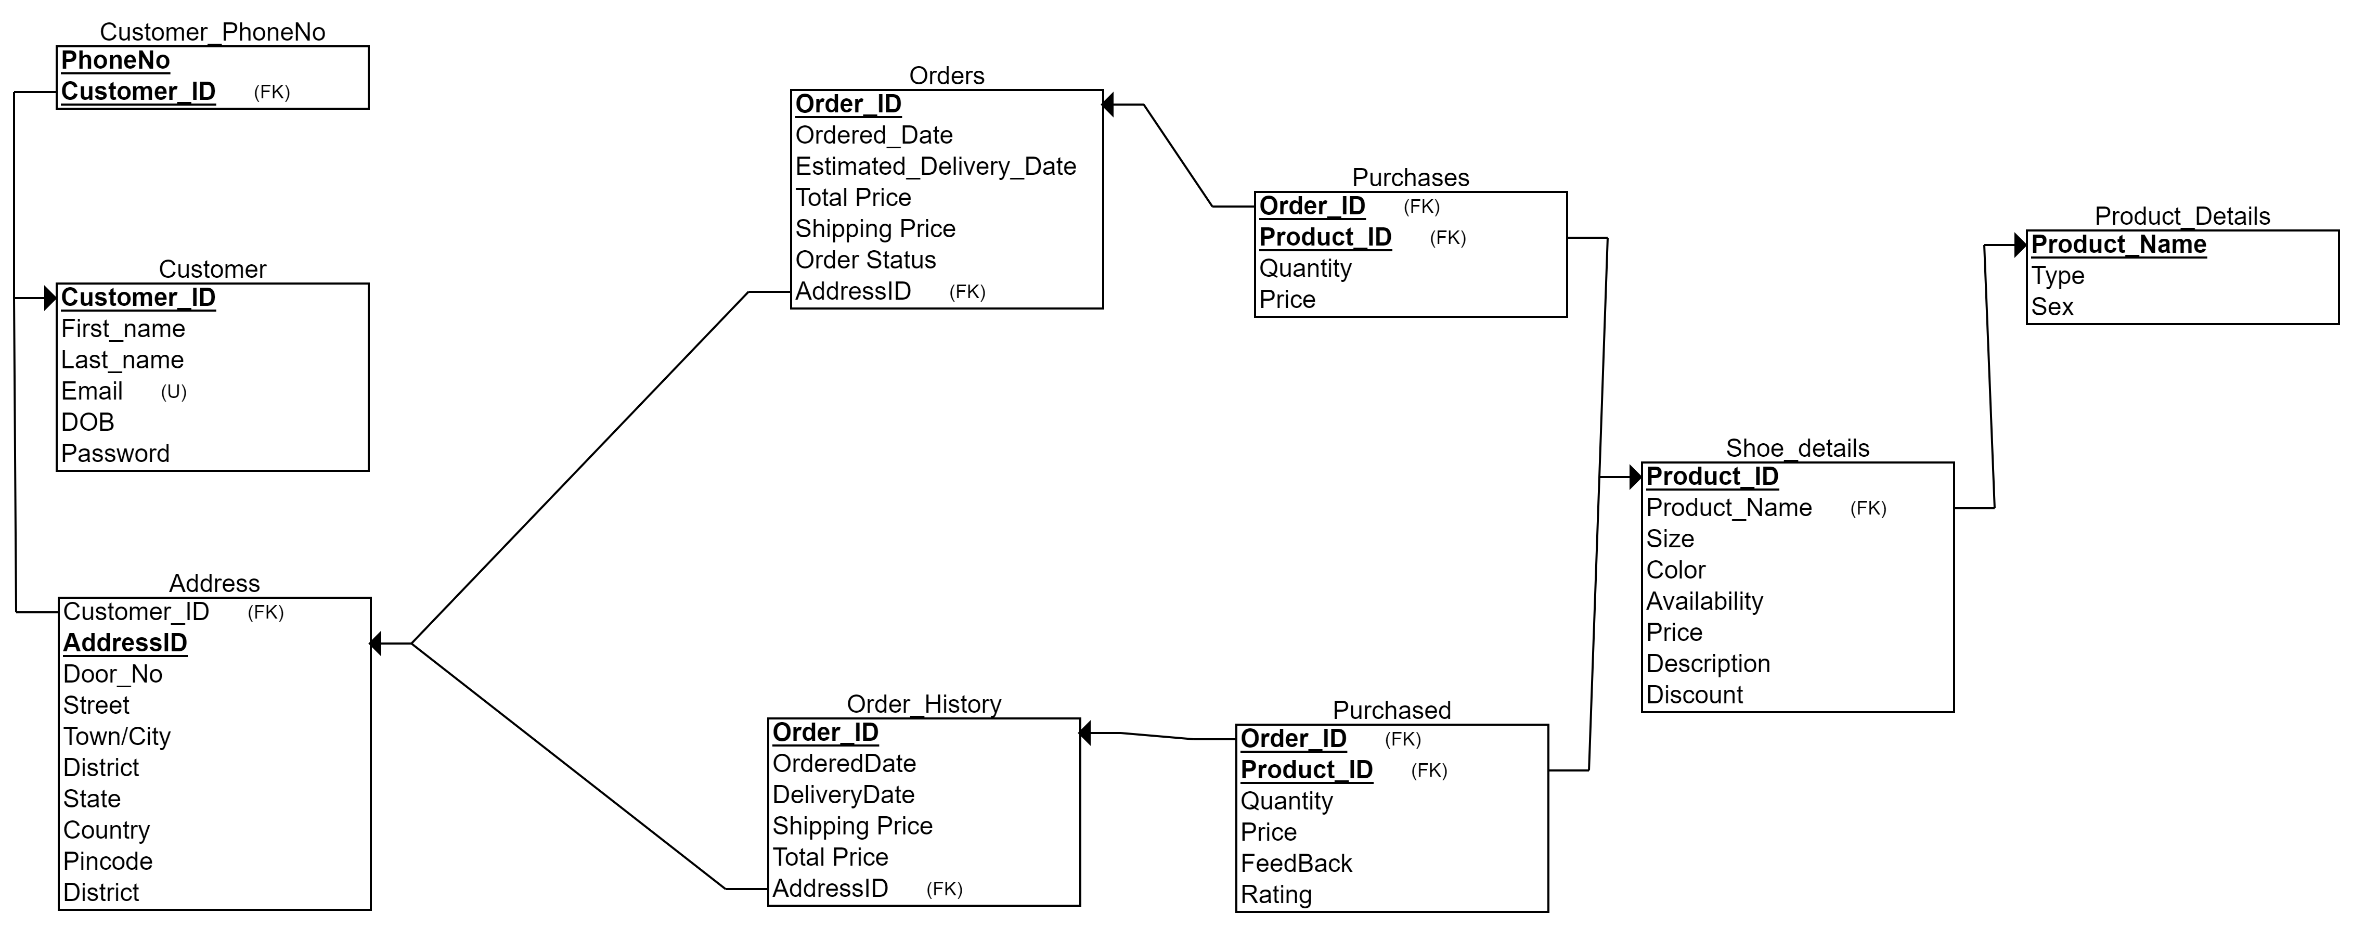 Customer_PhoneNo
PhoneNo
Customer_ID (FK)
Customer
Customer_ID
First_name
Last_name
Email (U)
DOB
Password
Address
Customer_ID (FK)
AddressID
Door_No
Street
Town/City
District
State
Country
Pincode
District
Orders
Order_ID
Ordered_Date
Estimated_Delivery_Date
Total Price
Shipping Price
Order Status
AddressID (FK)
Order_History
Order_ID
OrderedDate
DeliveryDate
Shipping Price
Total Price
AddressID (FK)
Purchases
Order_ID (FK)
Product_ID (FK)
Quantity
Price
Purchased
Order_ID (FK)
Product_ID (FK)
Quantity
Price
FeedBack
Rating
Shoe_details
Product_ID
Product_Name (FK)
Size
Color
Availability
Price
Description
Discount
Product_Details
Product_Name
Type
Sex